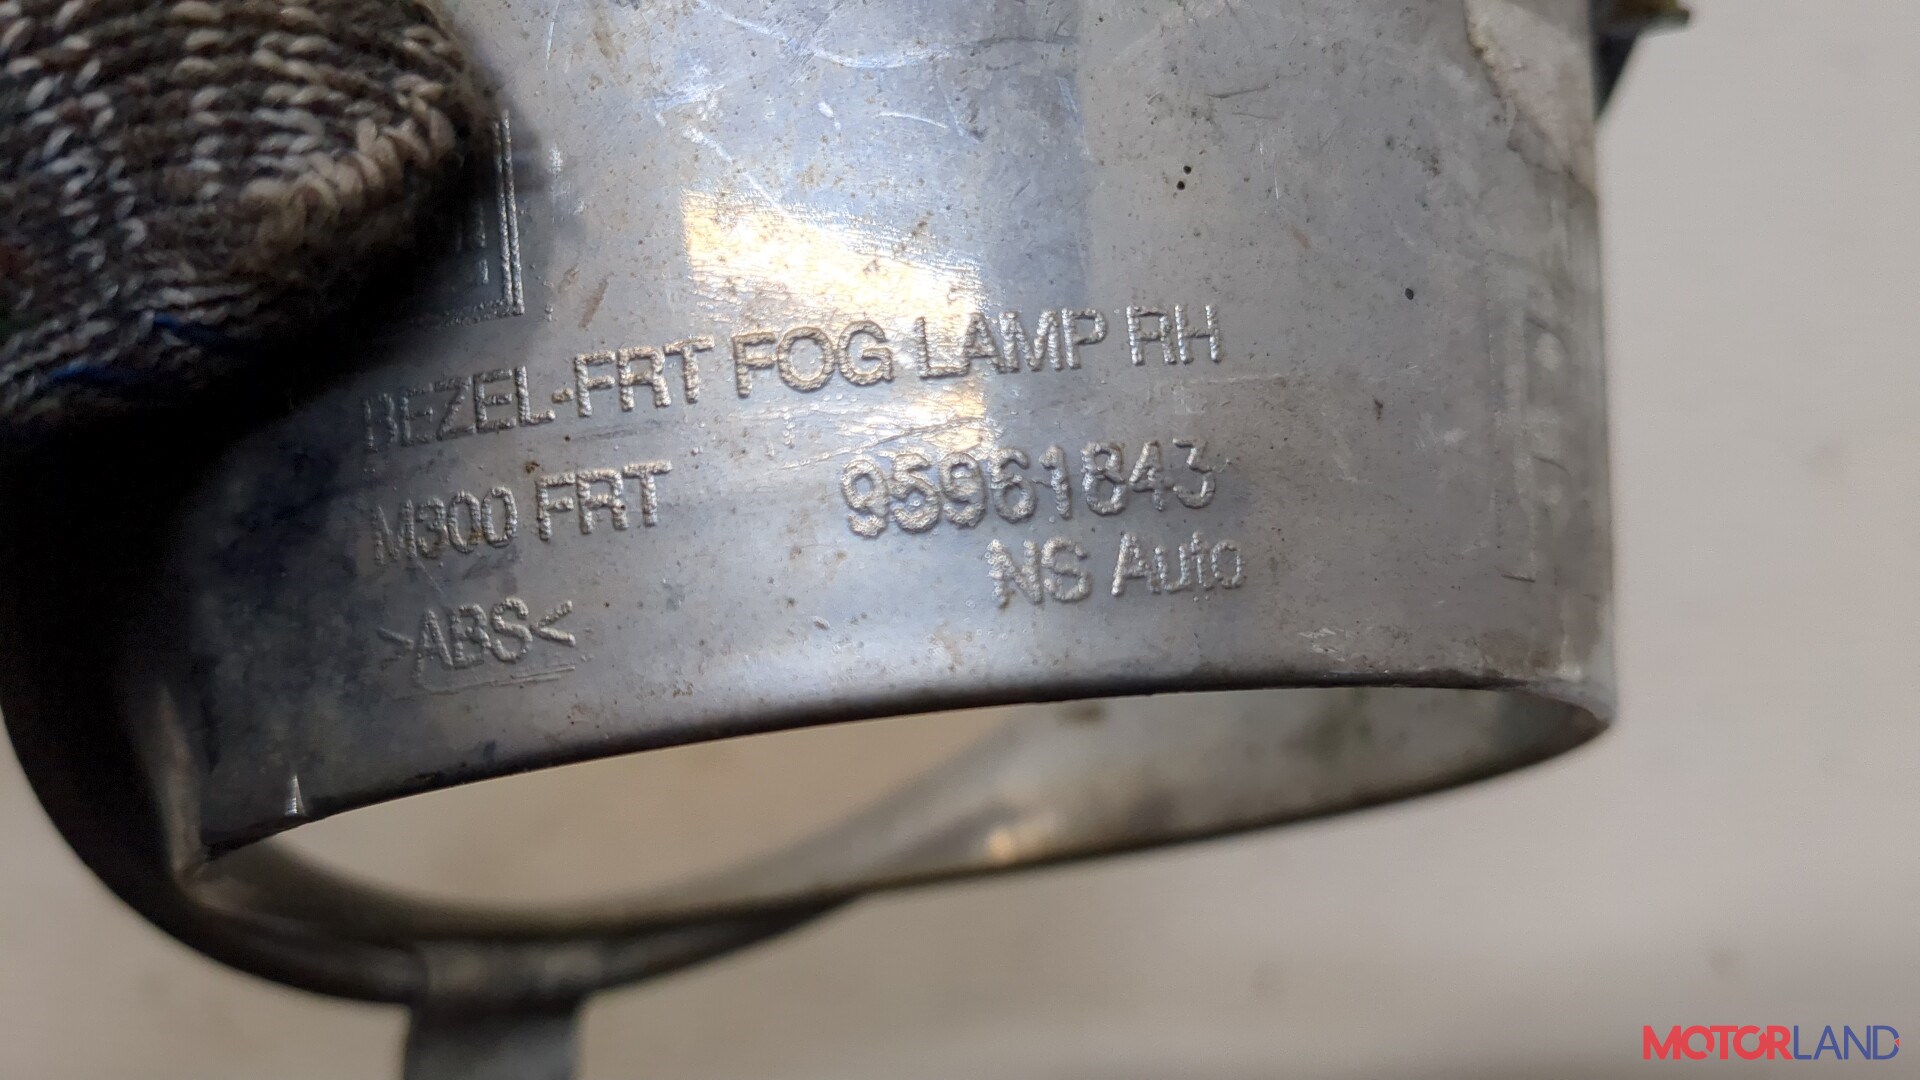 BEZEL-FRT FOG LAMP RH
M300 FRT 95961843
NS Auto
>ABS<
MOTORLAND